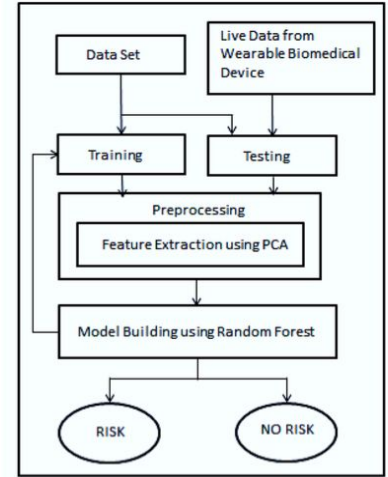 Data Set
Live Data from
Wearable Biomedical
Device
Training
Testing
Preprocessing
Feature Extraction using PCA
Model Building using Random Forest
RISK
NO RISK